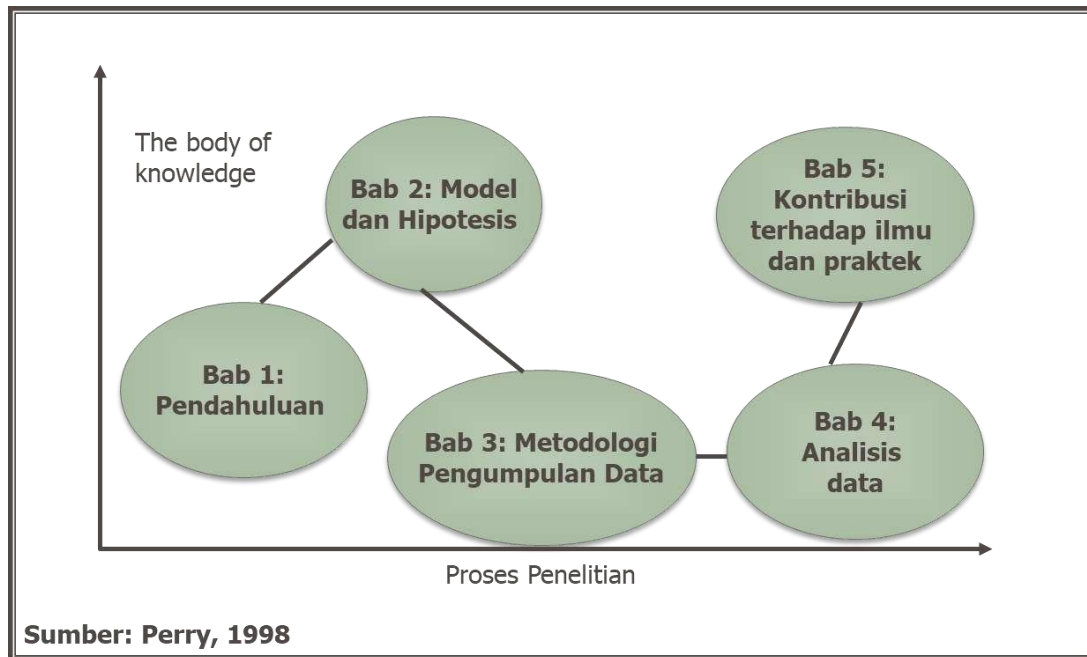 The body of
knowledge
Bab 2: Model
dan Hipotesis
Bab 5:
Kontribusi
terhadap ilmu
dan praktek
Bab 1:
Pendahuluan
Bab 3: Metodologi
Pengumpulan Data
Bab 4:
Analisis
data
Proses Penelitian
Sumber: Perry, 1998